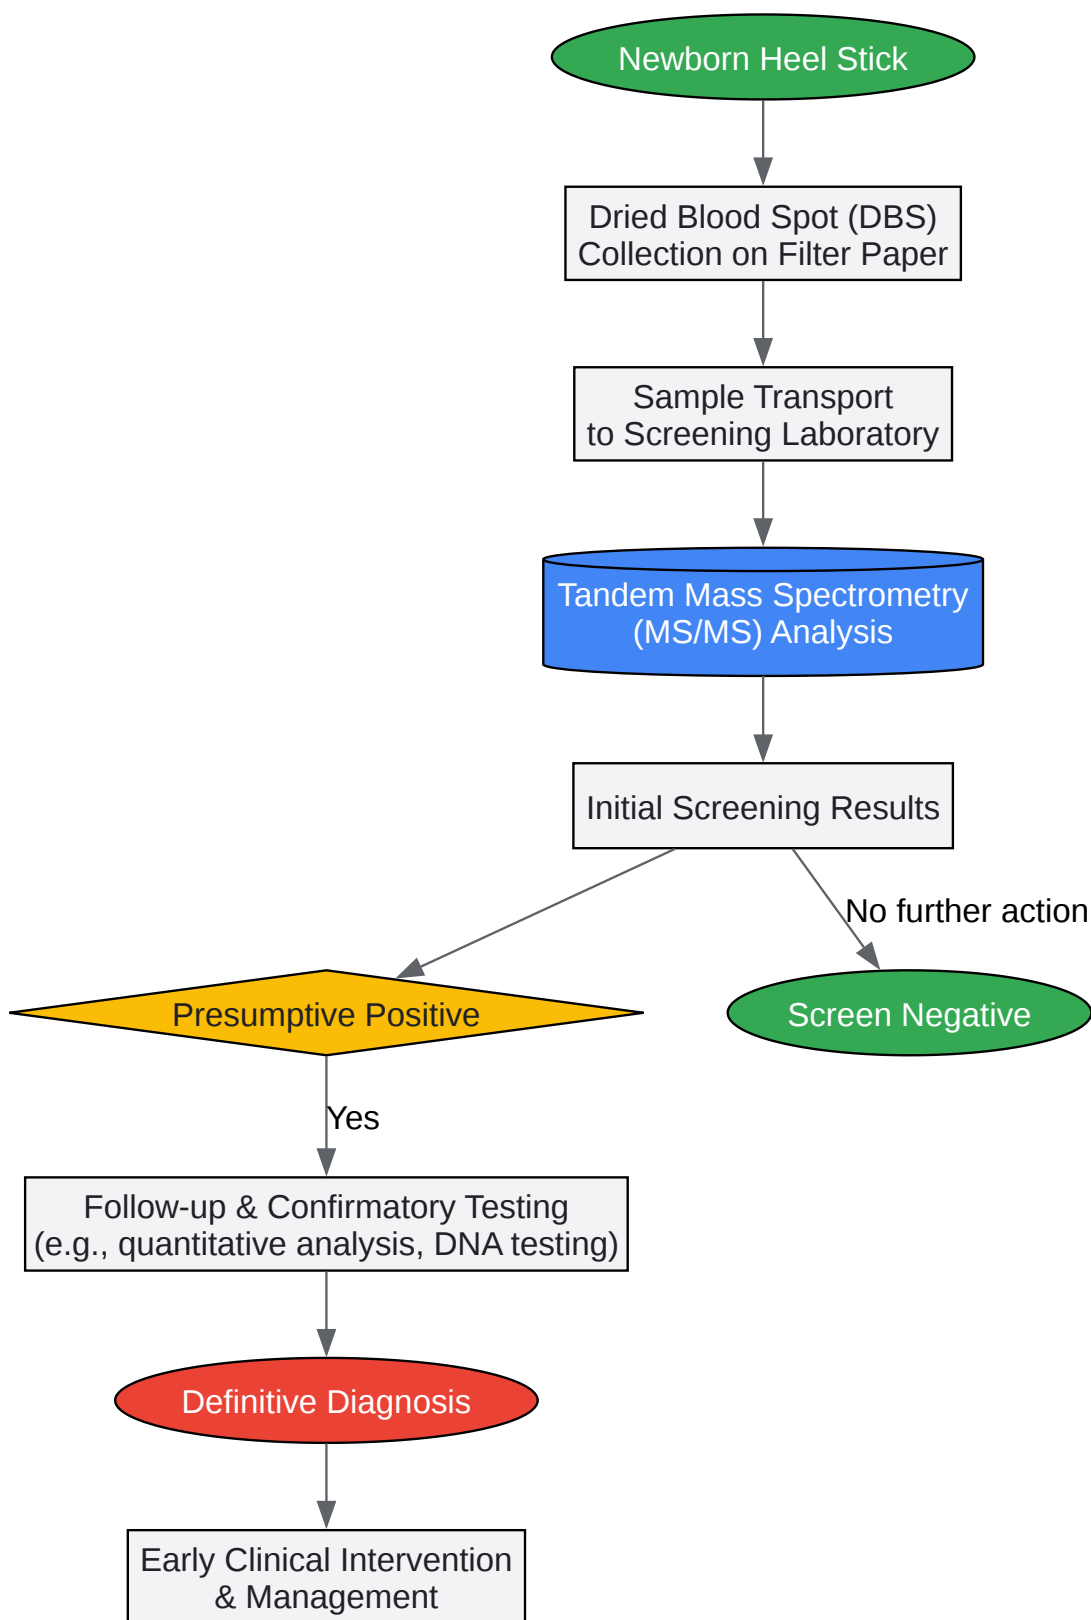 Newborn Heel Stick
Dried Blood Spot (DBS)
Collection on Filter Paper
Sample Transport
to Screening Laboratory
Tandem Mass Spectrometry
(MS/MS) Analysis
Initial Screening Results
No further action
Presumptive Positive
Screen Negative
Yes
Follow-up & Confirmatory Testing
(e.g., quantitative analysis, DNA testing)
Definitive Diagnosis
Early Clinical Intervention
& Management